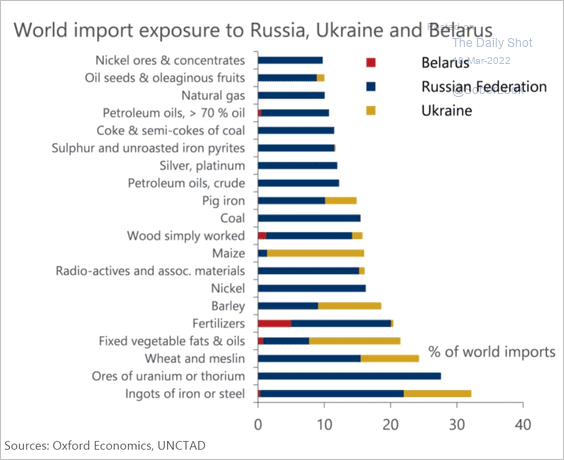 World import exposure to Russia, Ukraine and Belarus
Posted on
The Daily Shot
Mar-2022
Belarus
Russian Federation
Ukraine
Nickel ores & concentrates
Oil seeds & oleaginous fruits
Natural gas
Petroleum oils, > 70 % oil
Coke & semi-cokes of coal
Sulphur and unroasted iron pyrites
Silver, platinum
Petroleum oils, crude
Pig iron
Coal
Wood simply worked
Maize
Radio-actives and assoc. materials
Nickel
Barley
Fertilizers
Fixed vegetable fats & oils
Wheat and meslin
Ores of uranium or thorium
Ingots of iron or steel
% of world imports
0 10 20 30 40
Sources: Oxford Economics, UNCTAD